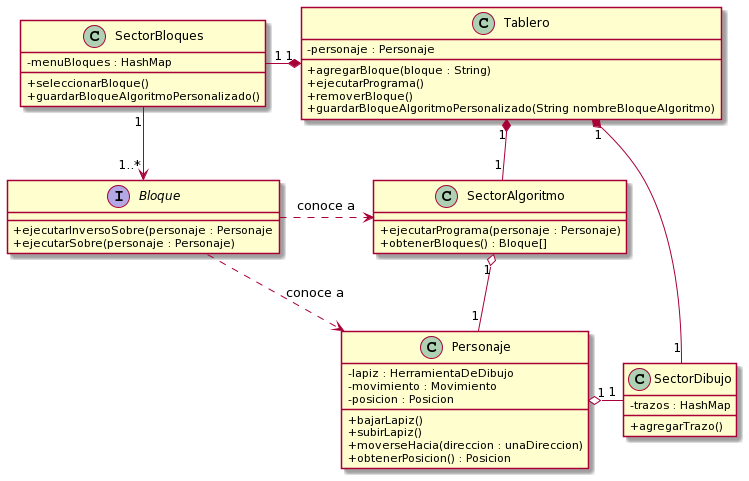 C SectorBloques
-menuBloques : HashMap
+seleccionarBloque()
+guardarBloqueAlgoritmoPersonalizado()
1 1
C Tablero
-personaje : Personaje
+agregarBloque(bloque : String)
+ejecutarPrograma()
+removerBloque()
+guardarBloqueAlgoritmoPersonalizado(String nombreBloqueAlgoritmo)
1
1..*
1
1
1
I Bloque
+ejecutarInversoSobre(personaje : Personaje
+ejecutarSobre(personaje : Personaje)
conoce a
C SectorAlgoritmo
+ejecutarPrograma(personaje : Personaje)
+obtenerBloques() : Bloque[]
1
conoce a
1
1
C Personaje
-lapiz : HerramientaDeDibujo
-movimiento : Movimiento
-posicion : Posicion
+bajarLapiz()
+subirLapiz()
+moverseHacia(direccion : unaDireccion)
+obtenerPosicion() : Posicion
1 1
C SectorDibujo
-trazos : HashMap
+agregarTrazo()